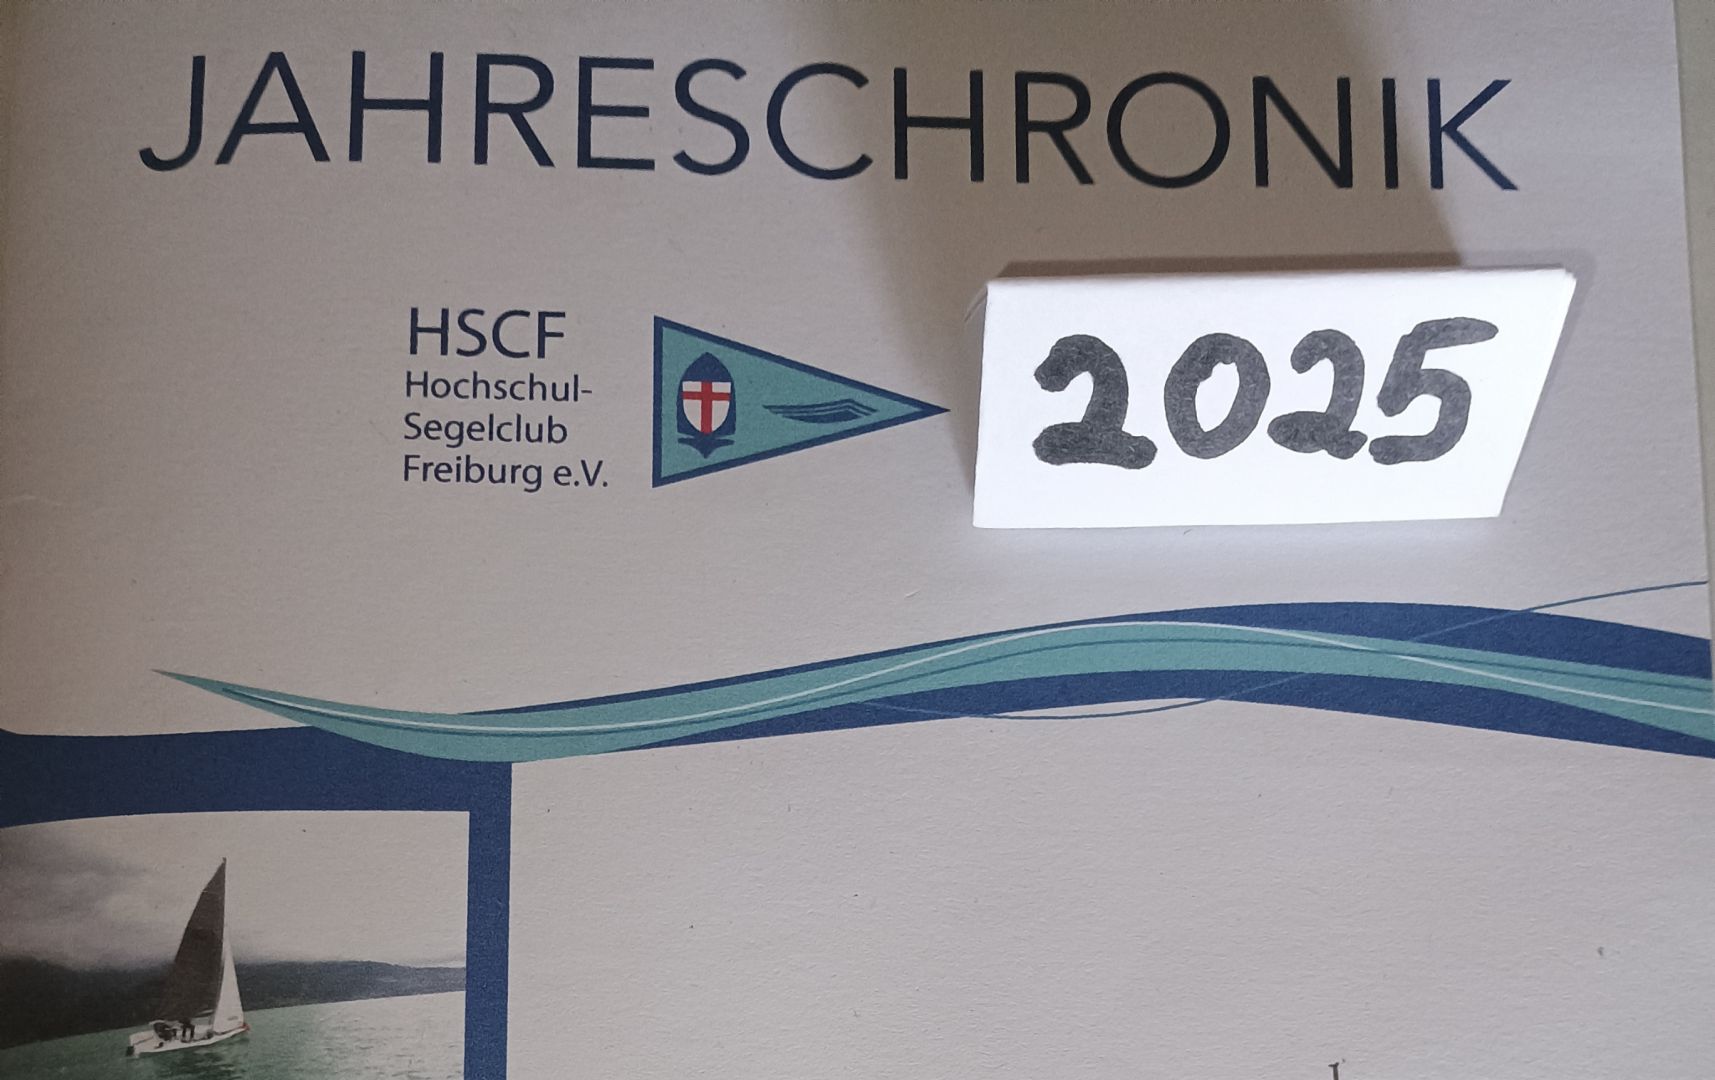 JAHRESCHRONIK
HSCF
Hochschul-
Segelclub
Freiburg e.V.
2025